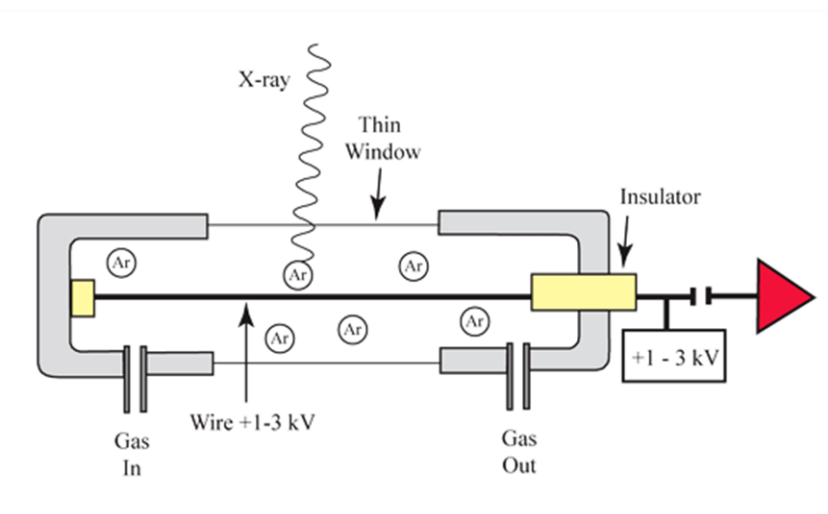 X-ray
Thin
Window
Insulator
Ar
Ar
Ar
Ar
Ar
Ar
+1 - 3 kV
Wire +1-3 kV
Gas
In
Gas
Out